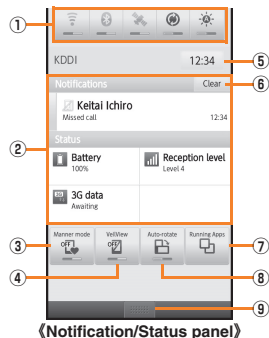 ①
KDDI 12:34 ⑤
Notifications Clear ⑥
Keitai Ichiro
Missed call 12:34
②
Status
Battery Reception level
100% Level 4
3G
3G data
Awaiting
③ Manner mode VeilView Auto-rotate Running Apps ⑦
OFF OFF
④ ⑧
⑨
《Notification/Status panel》